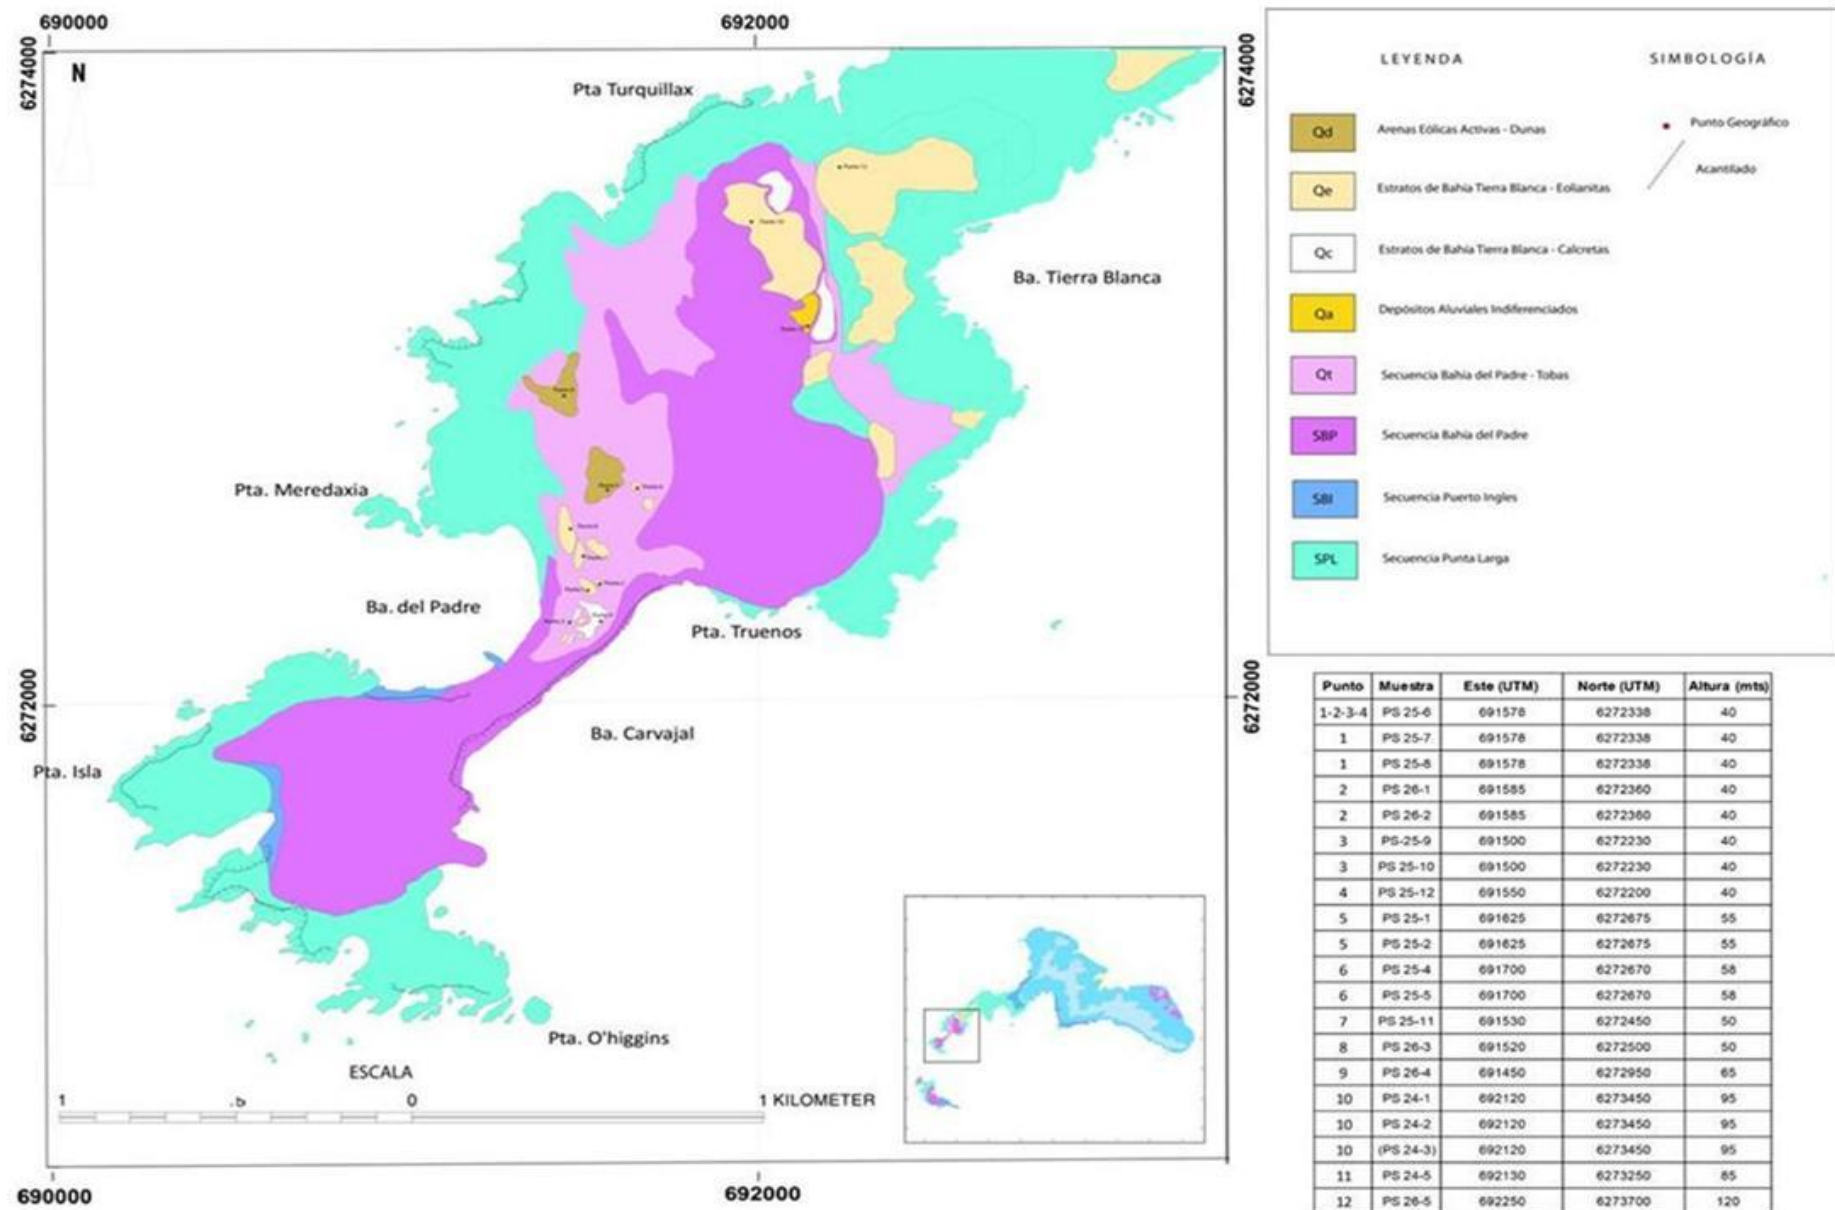 690000
692000
6274000
6274000
N
Pta Turquillax
Ba. Tierra Blanca
Pta. Meredaxia
Ba. del Padre
Pta. Truenos
6272000
6272000
Ba. Carvajal
Pta. Isla
Pta. O'higgins
ESCALA
1 .5 0 1 KILOMETER
690000
692000
LEYENDA SIMBOLOGÍA
Qd Arenas Eólicas Activas - Dunas
Punto Geográfico
Acantilado
Qe Estratos de Bahía Tierra Blanca - Eolianitas
Qc Estratos de Bahía Tierra Blanca - Calcretas
Qa Depósitos Aluviales Indiferenciados
Qt Secuencia Bahía del Padre - Tobas
SBP Secuencia Bahía del Padre
SBI Secuencia Puerto Ingles
SPL Secuencia Punta Larga
Punto Muestra Este (UTM) Norte (UTM) Altura (mts)
1-2-3-4 PS 25-6 691578 6272338 40
1 PS 25-7 691578 6272338 40
1 PS 25-8 691578 6272338 40
2 PS 26-1 691585 6272360 40
2 PS 26-2 691585 6272360 40
3 PS-25-9 691500 6272230 40
3 PS 25-10 691500 6272230 40
4 PS 25-12 691550 6272200 40
5 PS 25-1 691625 6272675 55
5 PS 25-2 691625 6272675 55
6 PS 25-4 691700 6272670 58
6 PS 25-5 691700 6272670 58
7 PS 25-11 691530 6272450 50
8 PS 26-3 691520 6272500 50
9 PS 26-4 691450 6272950 65
10 PS 24-1 692120 6273450 95
10 PS 24-2 692120 6273450 95
10 (PS 24-3) 692120 6273450 95
11 PS 24-5 692130 6273250 85
12 PS 26-5 692250 6273700 120